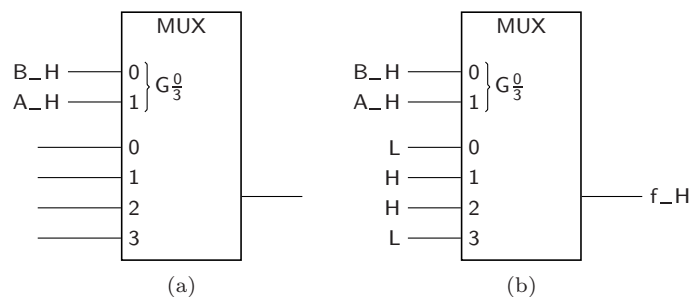 MUX
B_H 0
A_H 1
G 0/3
0
1
2
3
(a)
MUX
B_H 0
A_H 1
G 0/3
L 0
H 1
H 2
L 3
f_H
(b)